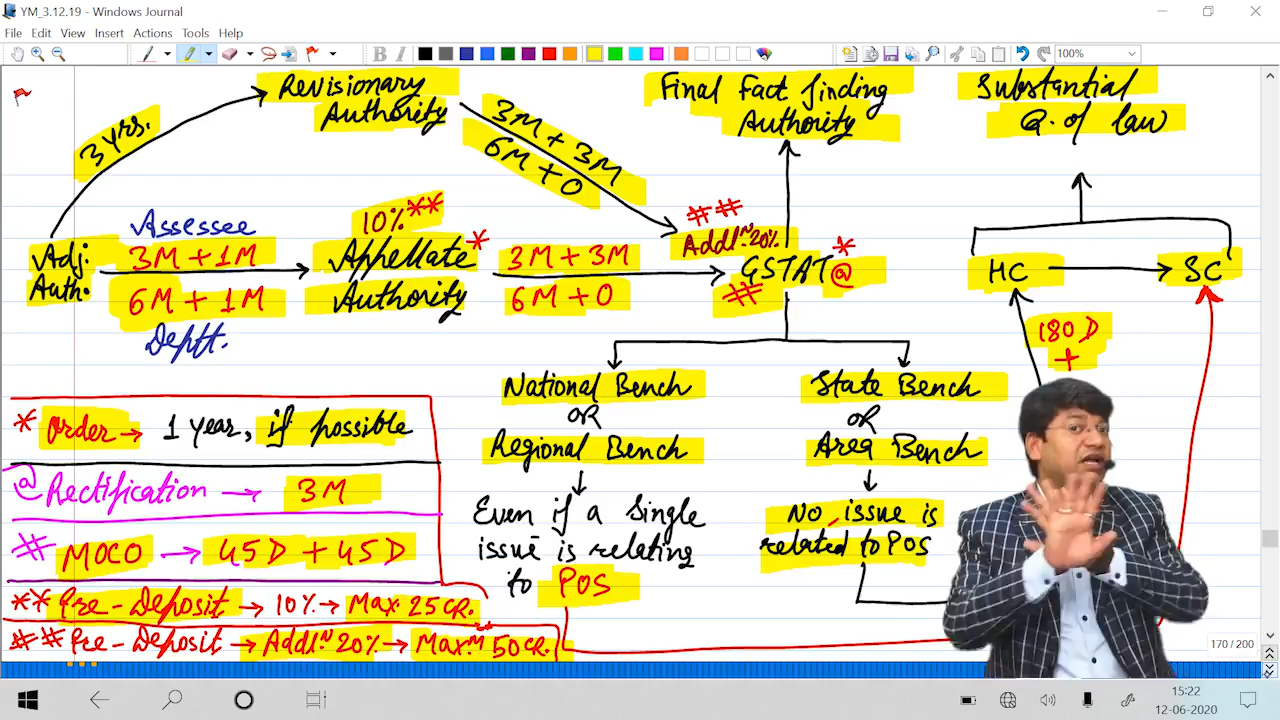 YM_3.12.19 - Windows Journal
File Edit View Insert Actions Tools Help
100%
Revisionary
Authority
Final Fact finding
Authority
Substantial
Q. of law
3 yrs.
3M + 3M
6M + 0
Assessee
10% **
## Addl.N 20%
Adj.
Auth.
3M + 1M
6M + 1M
Deptt.
Appellate *
Authority
3M + 3M
6M + 0
GSTAT @ *
##
HC
SC
180 D
+
National Bench
OR
Regional Bench
Even if a Single
issue is relating
to POS
State Bench
OR
Area Bench
No, issue is
related to POS
* Order → 1 year, if possible
@ Rectification → 3M
# MOCO → 45D + 45D
** Pre-Deposit → 10% → Max. 25 CR.
## Pre-Deposit → Addl.N 20% → Max.M 50 CR.
170 / 200
15:22
12-06-2020